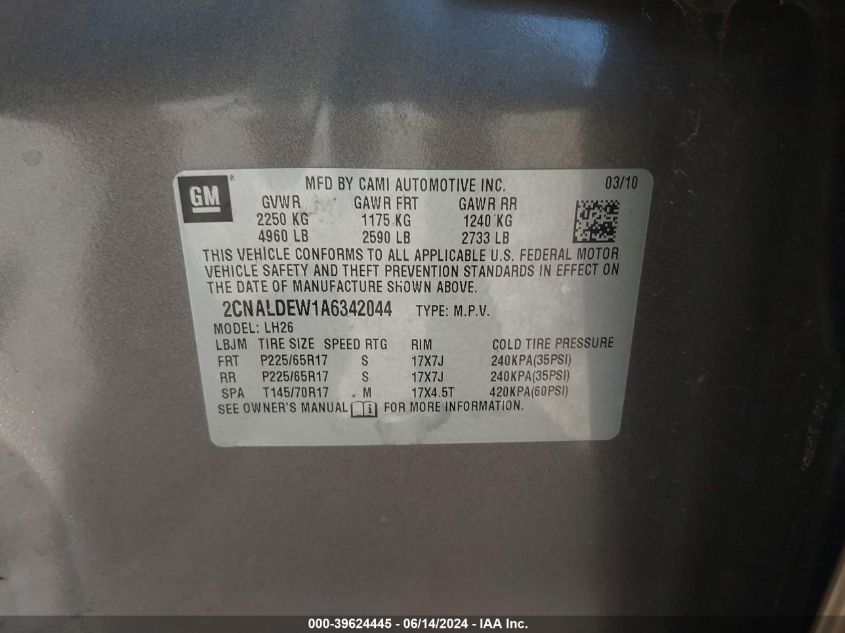 GM ®
MFD BY CAMI AUTOMOTIVE INC. 03/10
GVWR GAWR FRT GAWR RR
2250 KG 1175 KG 1240 KG
4960 LB 2590 LB 2733 LB
THIS VEHICLE CONFORMS TO ALL APPLICABLE U.S. FEDERAL MOTOR
VEHICLE SAFETY AND THEFT PREVENTION STANDARDS IN EFFECT ON
THE DATE OF MANUFACTURE SHOWN ABOVE.
2CNALDEW1A6342044 TYPE: M.P.V.
MODEL: LH26
LBJM TIRE SIZE SPEED RTG RIM COLD TIRE PRESSURE
FRT P225/65R17 S 17X7J 240KPA(35PSI)
RR P225/65R17 S 17X7J 240KPA(35PSI)
SPA T145/70R17 M 17X4.5T 420KPA(60PSI)
SEE OWNER'S MANUAL i FOR MORE INFORMATION.
000-39624445 - 06/14/2024 - IAA Inc.